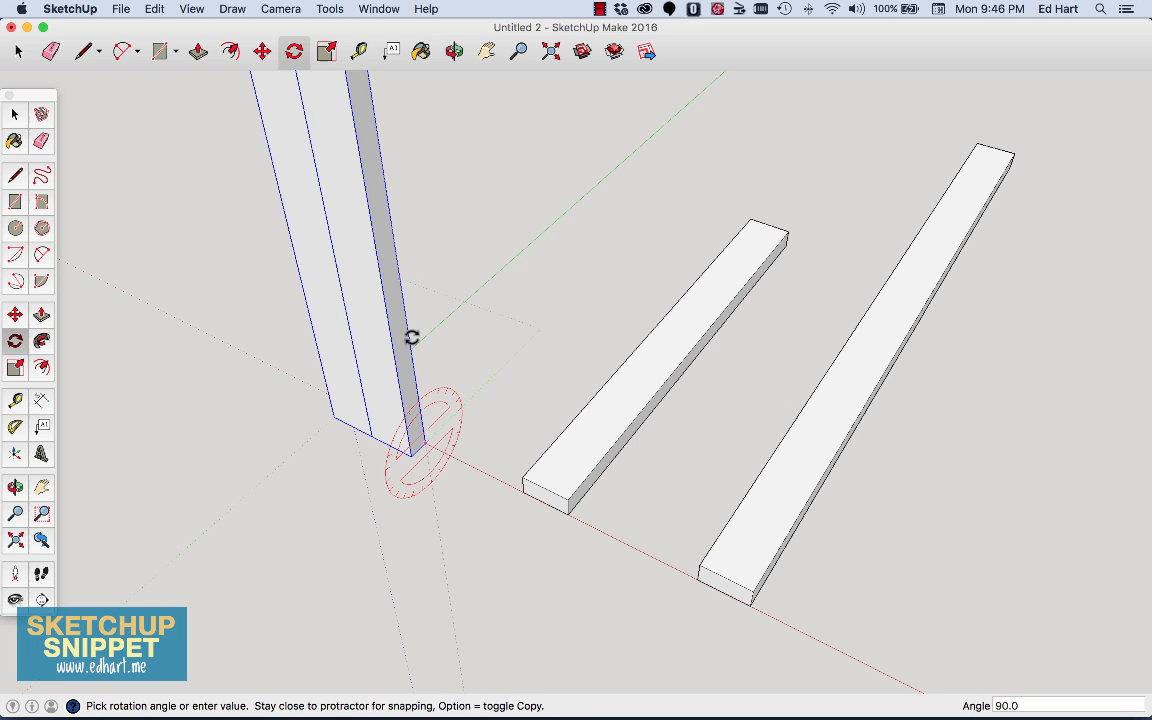 SketchUp File Edit View Draw Camera Tools Window Help 100% Mon 9:46 PM Ed Hart
Untitled 2 - SketchUp Make 2016
SKETCHUP
SNIPPET
www.edhart.me
Pick rotation angle or enter value. Stay close to protractor for snapping, Option = toggle Copy.
Angle 90.0